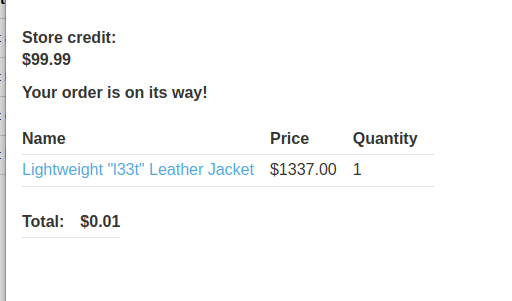 Store credit:
$99.99
Your order is on its way!
Name Price Quantity
Lightweight "l33t" Leather Jacket $1337.00 1
Total: $0.01